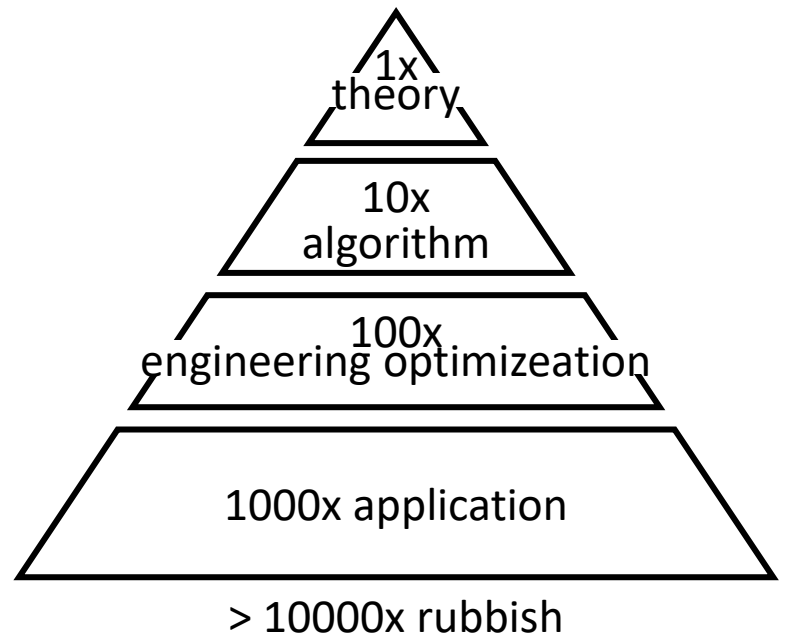 1x
theory
10x
algorithm
100x
engineering optimizeation
1000x application
> 10000x rubbish